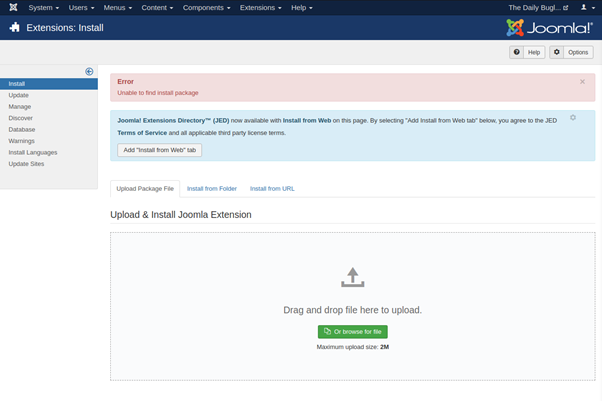 System Users Menus Content Components Extensions Help The Daily Bugl...
Extensions: Install Joomla!®
Help Options
Install
Update
Manage
Discover
Database
Warnings
Install Languages
Update Sites
Error ×
Unable to find install package
Joomla! Extensions Directory™ (JED) now available with Install from Web on this page. By selecting "Add Install from Web tab" below, you agree to the JED
Terms of Service and all applicable third party license terms.
Add "Install from Web" tab
Upload Package File Install from Folder Install from URL
Upload & Install Joomla Extension
Drag and drop file here to upload.
Or browse for file
Maximum upload size: 2M